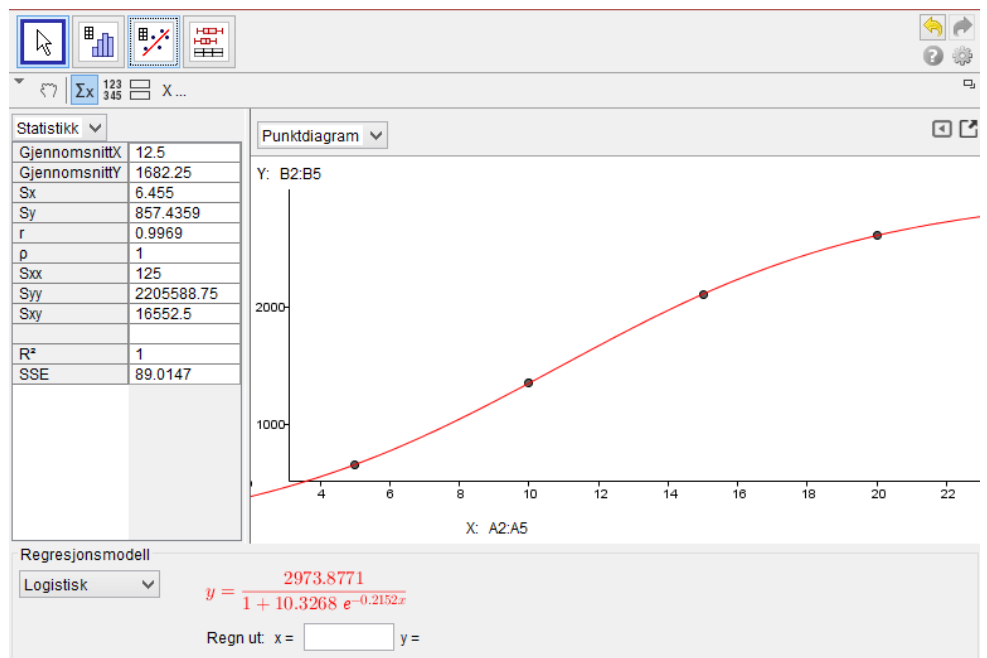 Σx 123 345 X ...
Statistikk
GjennomsnittX 12.5
GjennomsnittY 1682.25
Sx 6.455
Sy 857.4359
r 0.9969
ρ 1
Sxx 125
Syy 2205588.75
Sxy 16552.5
R² 1
SSE 89.0147
Punktdiagram
Y: B2:B5
2000
1000
4 6 8 10 12 14 16 18 20 22
X: A2:A5
Regresjonsmodell
Logistisk
y = 2973.8771 / 1 + 10.3268 e^-0.2152x
Regn ut: x = y =